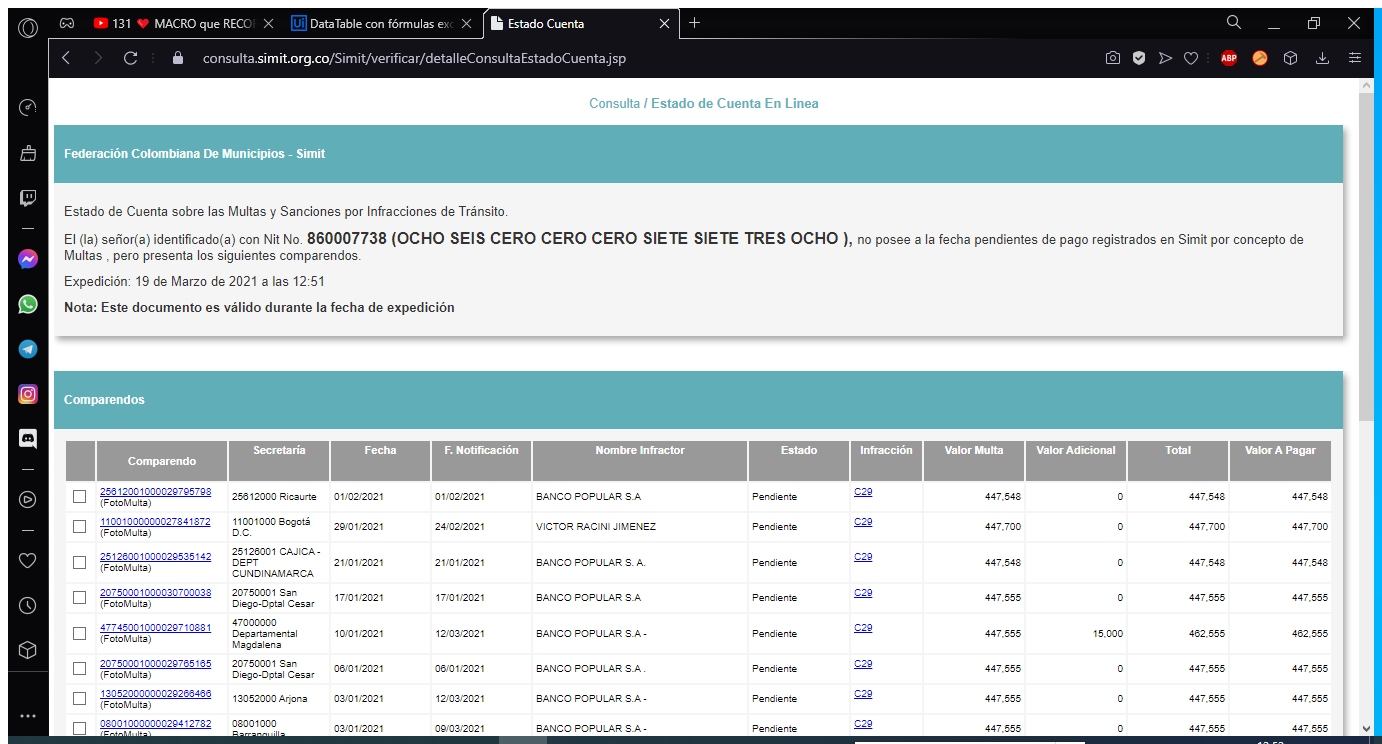 131 ❤ MACRO que RECO
DataTable con fórmulas exc
Estado Cuenta
consulta.simit.org.co/Simit/verificar/detalleConsultaEstadoCuenta.jsp
ABP
Consulta / Estado de Cuenta En Linea
Federación Colombiana De Municipios - Simit
Estado de Cuenta sobre las Multas y Sanciones por Infracciones de Tránsito.
El (la) señor(a) identificado(a) con Nit No. 860007738 (OCHO SEIS CERO CERO CERO SIETE SIETE TRES OCHO ), no posee a la fecha pendientes de pago registrados en Simit por concepto de
Multas , pero presenta los siguientes comparendos.
Expedición: 19 de Marzo de 2021 a las 12:51
Nota: Este documento es válido durante la fecha de expedición
Comparendos
Comparendo Secretaría Fecha F. Notificación Nombre Infractor Estado Infracción Valor Multa Valor Adicional Total Valor A Pagar
25612001000029795798 (FotoMulta) 25612000 Ricaurte 01/02/2021 01/02/2021 BANCO POPULAR S.A Pendiente C29 447,548 0 447,548 447,548
11001000000027841872 (FotoMulta) 11001000 Bogotá D.C. 29/01/2021 24/02/2021 VICTOR RACINI JIMENEZ Pendiente C29 447,700 0 447,700 447,700
25126001000029535142 (FotoMulta) 25126001 CAJICA - DEPT CUNDINAMARCA 21/01/2021 21/01/2021 BANCO POPULAR S. A. Pendiente C29 447,548 0 447,548 447,548
20750001000030700038 (FotoMulta) 20750001 San Diego-Dptal Cesar 17/01/2021 17/01/2021 BANCO POPULAR S.A Pendiente C29 447,555 0 447,555 447,555
47745001000029710881 (FotoMulta) 47000000 Departamental Magdalena 10/01/2021 12/03/2021 BANCO POPULAR S.A - Pendiente C29 447,555 15,000 462,555 462,555
20750001000029765165 (FotoMulta) 20750001 San Diego-Dptal Cesar 06/01/2021 06/01/2021 BANCO POPULAR S.A . Pendiente C29 447,555 0 447,555 447,555
13052000000029266466 (FotoMulta) 13052000 Arjona 03/01/2021 12/03/2021 BANCO POPULAR S.A - Pendiente C29 447,555 0 447,555 447,555
08001000000029412782 (FotoMulta) 08001000 Barranquilla 03/01/2021 09/03/2021 BANCO POPULAR S.A - Pendiente C29 447,555 0 447,555 447,555